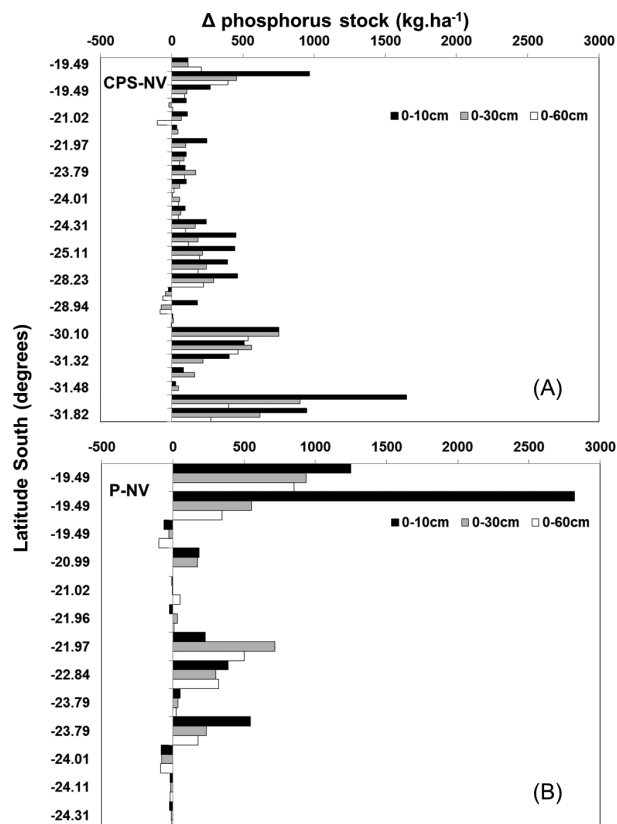 Δ phosphorus stock (kg.ha-1)
-500 0 500 1000 1500 2000 2500 3000
-19.49
CPS-NV
-19.49
■ 0-10cm ■ 0-30cm □ 0-60cm
-21.02
-21.97
-23.79
-24.01
-24.31
-25.11
-28.23
-28.94
-30.10
-31.32
-31.48
(A)
-31.82
Latitude South (degrees)
-500 0 500 1000 1500 2000 2500 3000
-19.49
P-NV
-19.49
■ 0-10cm ■ 0-30cm □ 0-60cm
-19.49
-20.99
-21.02
-21.96
-21.97
-22.84
-23.79
-23.79
-24.01
-24.11
(B)
-24.31